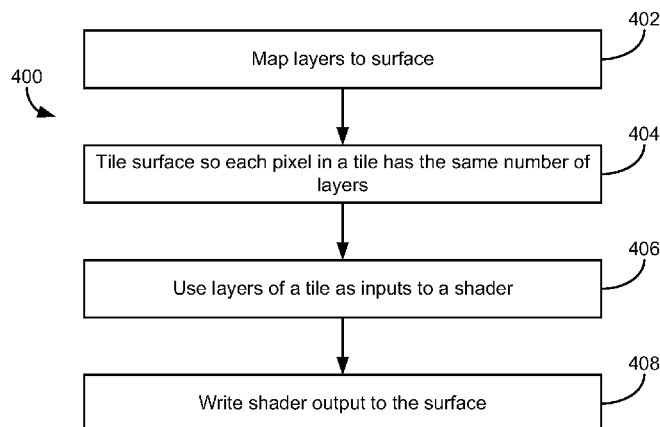 402
Map layers to surface
400
404
Tile surface so each pixel in a tile has the same number of
layers
406
Use layers of a tile as inputs to a shader
408
Write shader output to the surface